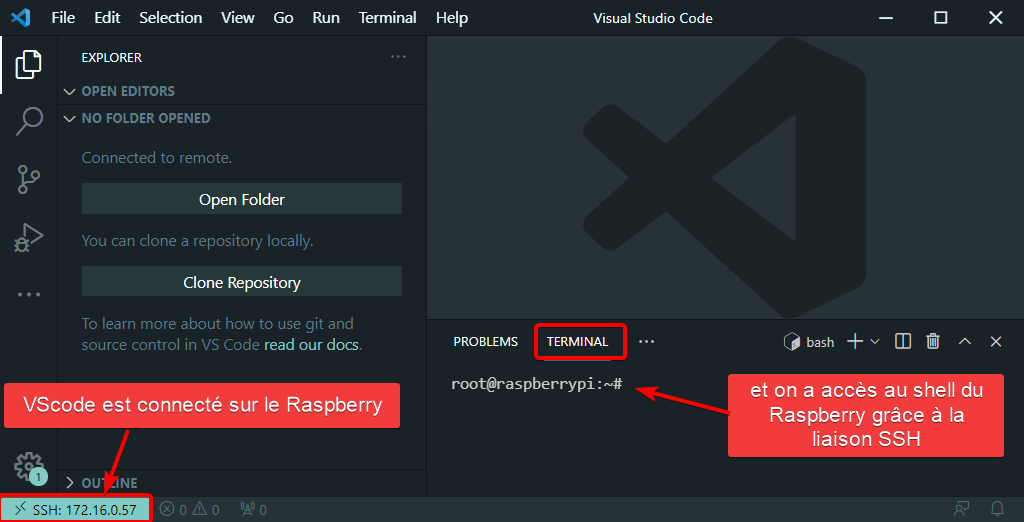 File Edit Selection View Go Run Terminal Help
Visual Studio Code
EXPLORER
OPEN EDITORS
NO FOLDER OPENED
Connected to remote.
Open Folder
You can clone a repository locally.
Clone Repository
To learn more about how to use git and
source control in VS Code read our docs.
VScode est connecté sur le Raspberry
1
OUTLINE
PROBLEMS TERMINAL
bash
root@raspberrypi:~#
et on a accès au shell du
Raspberry grâce à la
liaison SSH
SSH: 172.16.0.57 0 0 0